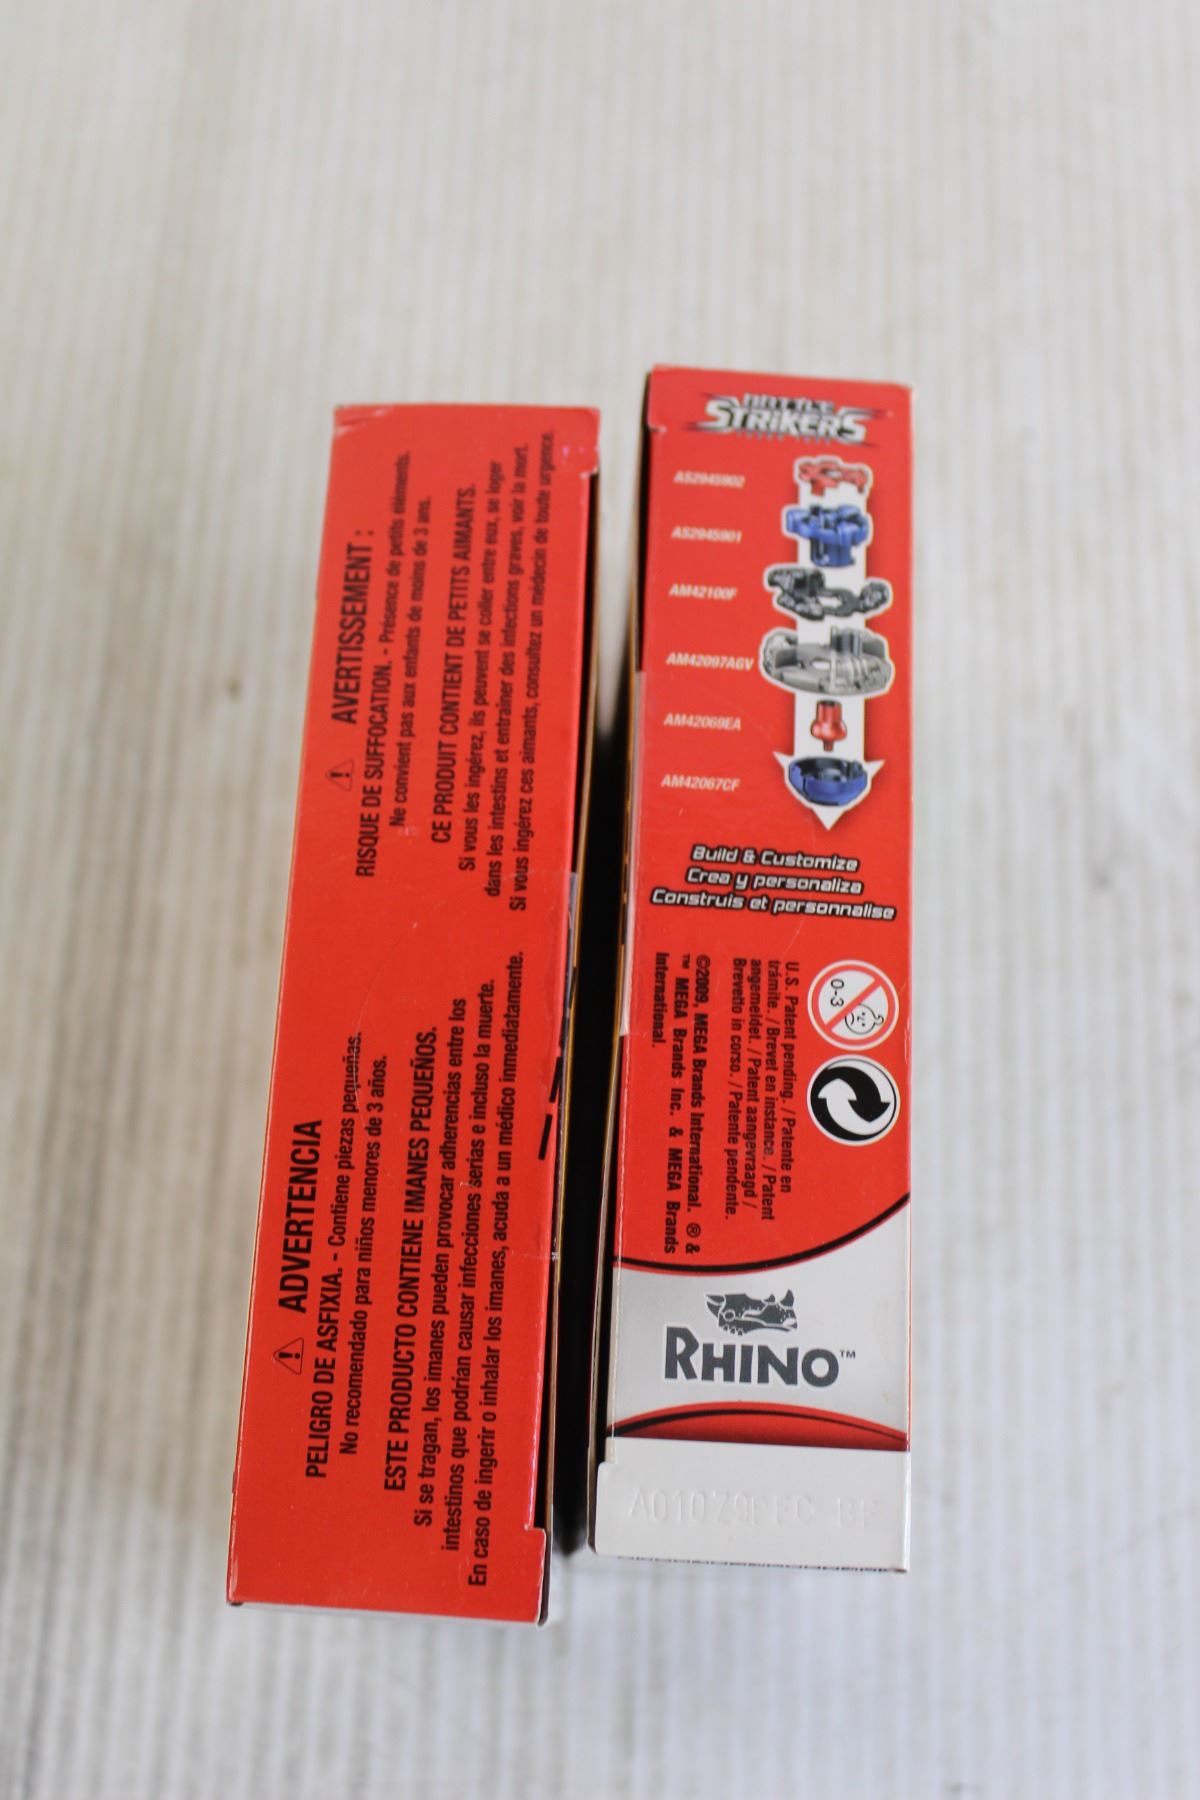 ⚠ ADVERTENCIA
PELIGRO DE ASFIXIA. - Contiene piezas pequeñas.
No recomendado para niños menores de 3 años.
ESTE PRODUCTO CONTIENE IMANES PEQUEÑOS.
Si se tragan, los imanes pueden provocar adherencias entre los
intestinos que podrían causar infecciones serias e incluso la muerte.
En caso de ingerir o inhalar los imanes, acuda a un médico inmediatamente.
⚠ AVERTISSEMENT :
RISQUE DE SUFFOCATION. - Présence de petits éléments.
Ne convient pas aux enfants de moins de 3 ans.
CE PRODUIT CONTIENT DE PETITS AIMANTS.
Si vous les ingérez, ils peuvent se coller entre eux, se loger
dans les intestins et entraîner des infections graves, voir la mort.
Si vous ingérez ces aimants, consultez un médecin de toute urgence.
BATTLE
STRIKERS
AS2945902
AS2945901
AM42100F
AM42097AGV
AM42069EA
AM42067CF
Build & Customize
Crea y personaliza
Construis et personnalise
0-3
U.S. Patent pending. / Patente en
trámite. / Brevet en instance. / Patent
angemeldet. / Patent aangevraagd /
Brevetto in corso. / Patente pendente.
©2009, MEGA Brands International. ® &
™ MEGA Brands Inc. & MEGA Brands
International.
RHINO™